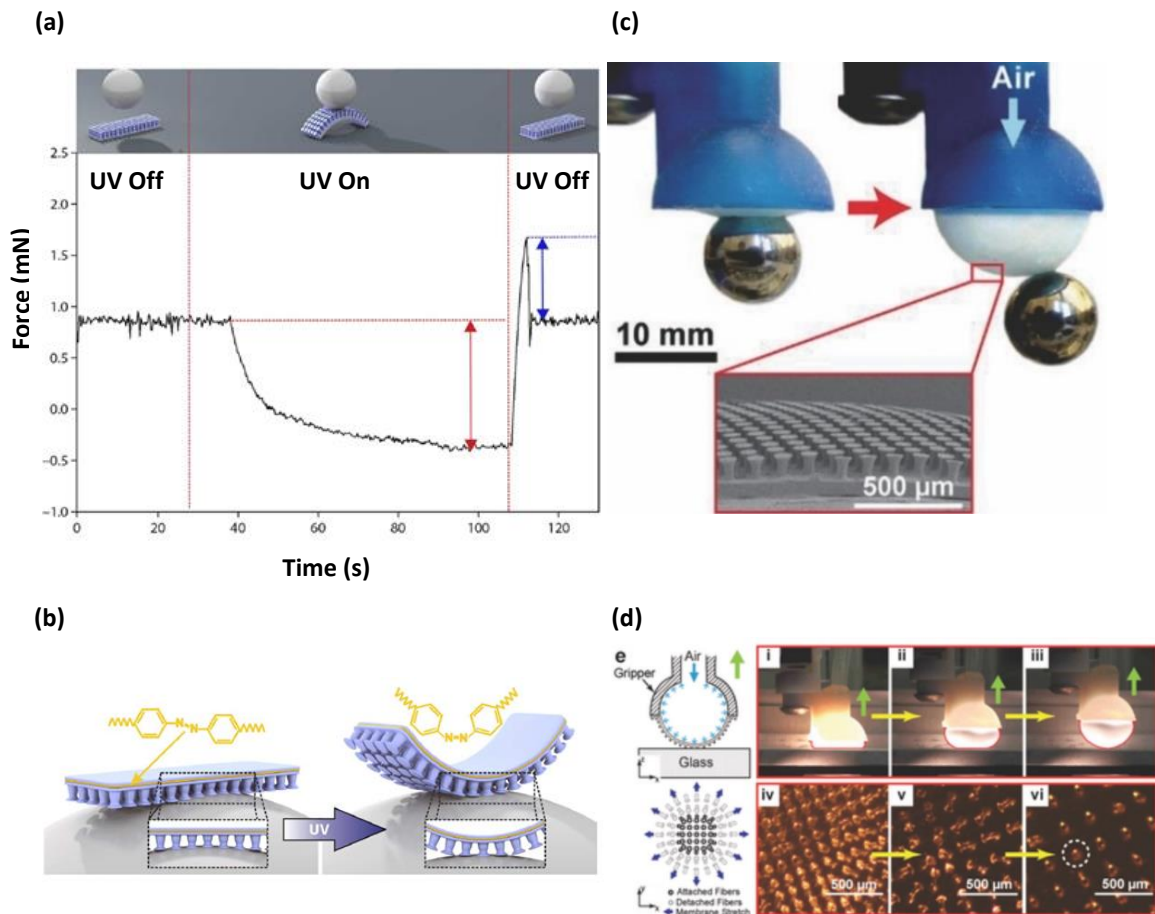 (a)
UV Off
UV On
UV Off
2.5
2.0
1.5
1.0
0.5
0.0
−0.5
−1.0
0
20
40
60
80
100
120
Force (mN)
Time (s)
(c)
Air
10 mm
500 µm
(b)
N
N
N
N
UV
(d)
e
Air
Gripper
Glass
z
x
y
x
Attached Fibers
Detached Fibers
Membrane Stretch
i
ii
iii
iv
v
vi
500 µm
500 µm
500 µm